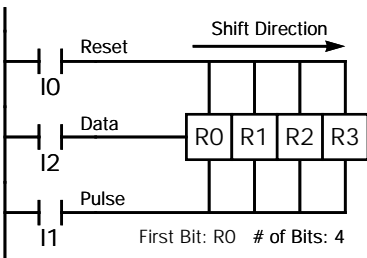 Shift Direction
Reset
I0
Data
R0 R1 R2 R3
I2
Pulse
I1
First Bit: R0 # of Bits: 4